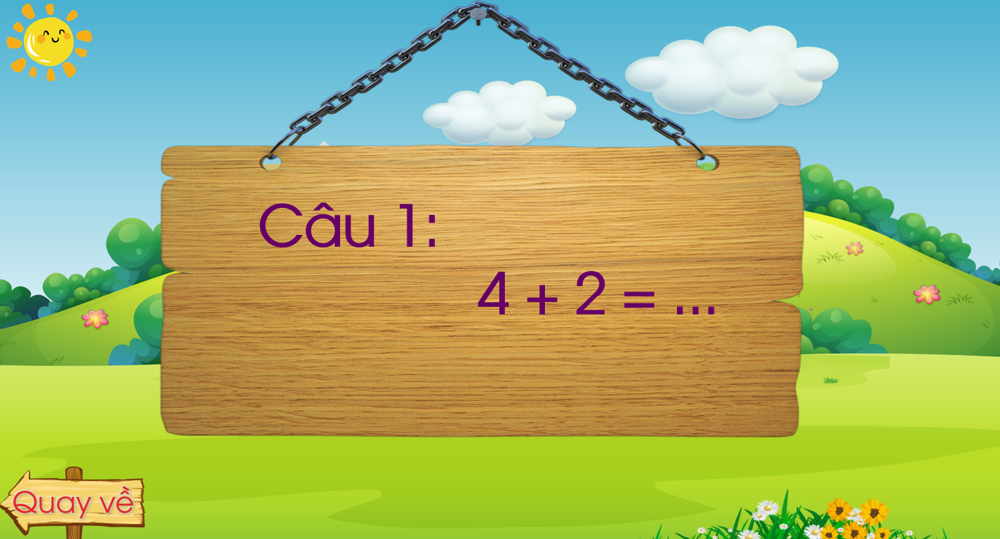 Câu 1:
4 + 2 = ...
Quay về